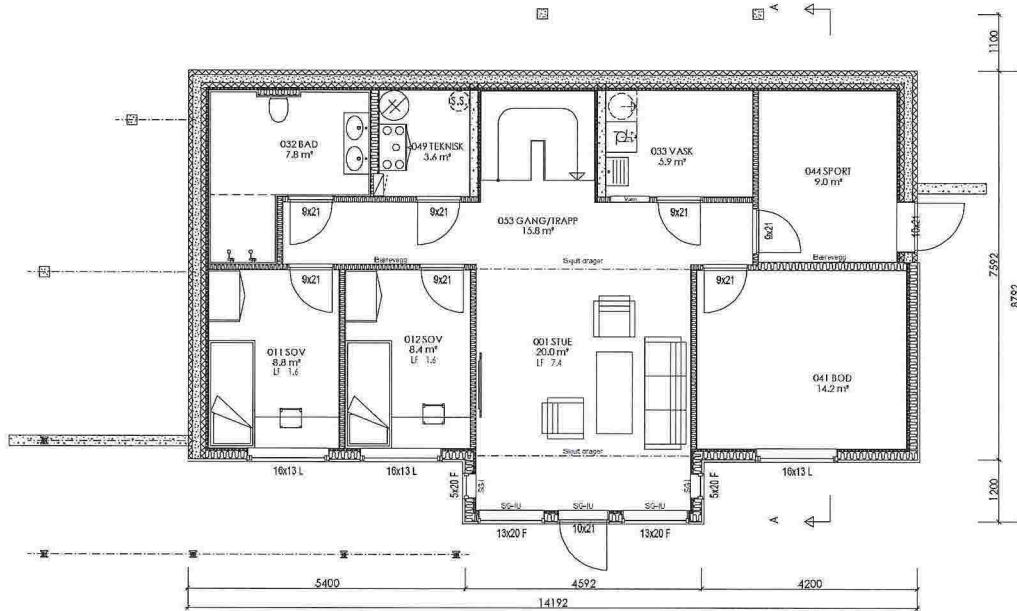 A
1100
S.S.
032 BAD
7.8 m²
049 TEKNISK
3.6 m²
033 VASK
5.9 m²
044 SPORT
9.0 m²
9x21
9x21
053 GANG/TRAPP
15.8 m²
9x21
9x21
10x21
Bærevegg
Skjult drager
Bærevegg
9x21
9x21
9x21
7592
8792
011 SOV
8.8 m²
LF 1.6
012 SOV
8.4 m²
LF 1.6
001 STUE
20.0 m²
LF 7.4
041 BOD
14.2 m²
Skjult drager
16x13 L
16x13 L
16x13 L
5x20 F
SG-I
SG-I
5x20 F
1200
SG-IU
SG-IU
SG-IU
13x20 F
10x21
13x20 F
A
5400
4592
4200
14192